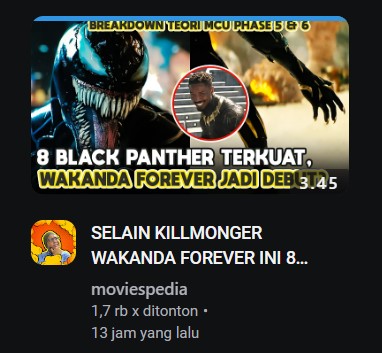 BREAKDOWN TEORI MCU PHASE 5 & 6
8 BLACK PANTHER TERKUAT,
WAKANDA FOREVER JADI DEBUT?
3.45
SELAIN KILLMONGER
WAKANDA FOREVER INI 8...
moviespedia
1,7 rb x ditonton •
13 jam yang lalu